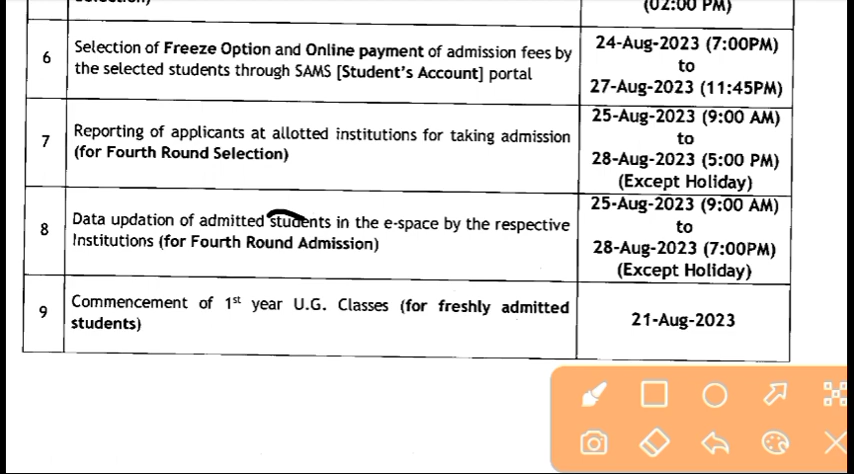 (02:00 PM)
6
Selection of Freeze Option and Online payment of admission fees by
the selected students through SAMS [Student's Account] portal
24-Aug-2023 (7:00PM)
to
27-Aug-2023 (11:45PM)
7
Reporting of applicants at allotted institutions for taking admission
(for Fourth Round Selection)
25-Aug-2023 (9:00 AM)
to
28-Aug-2023 (5:00 PM)
(Except Holiday)
8
Data updation of admitted students in the e-space by the respective
Institutions (for Fourth Round Admission)
25-Aug-2023 (9:00 AM)
to
28-Aug-2023 (7:00PM)
(Except Holiday)
9
Commencement of 1st year U.G. Classes (for freshly admitted
students)
21-Aug-2023